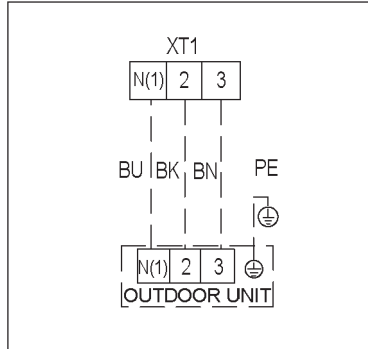 XT1
N(1) 2 3
BU BK BN PE
N(1) 2 3
OUTDOOR UNIT